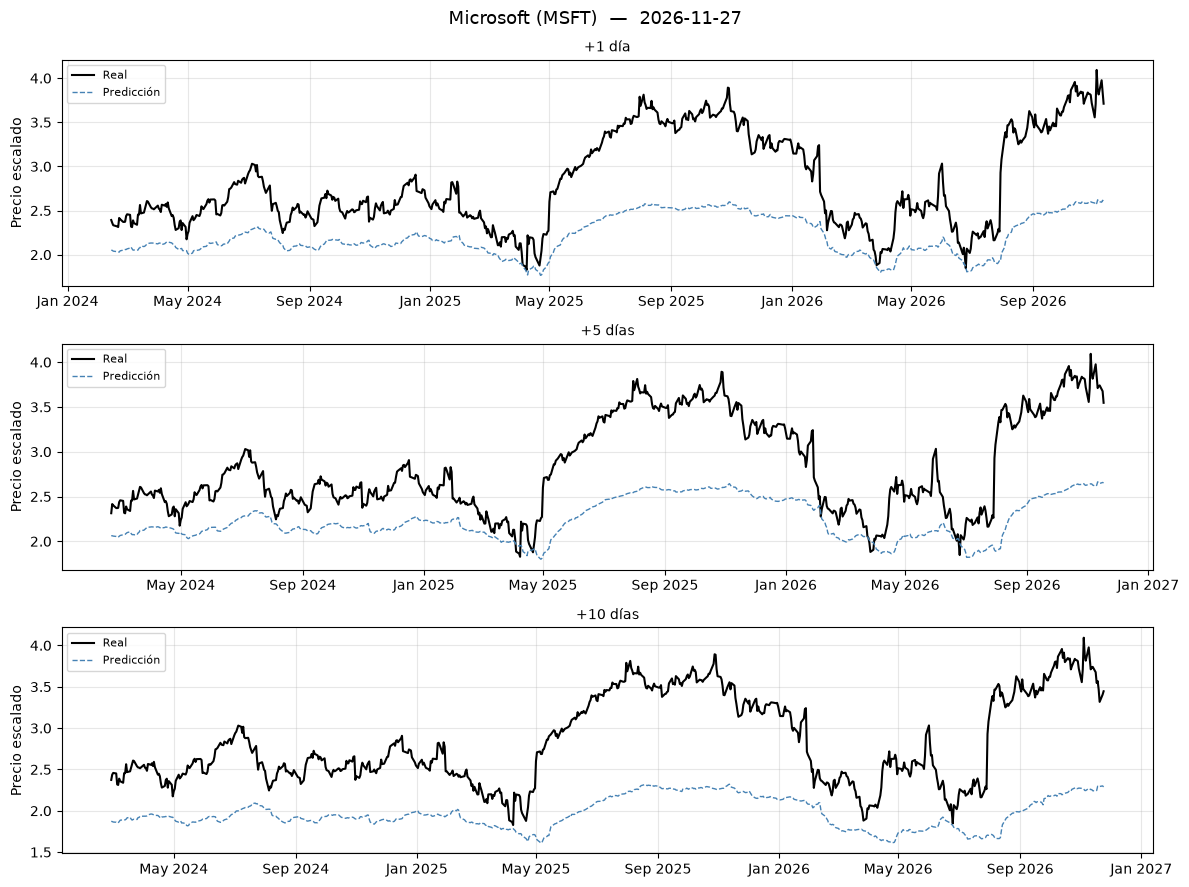 Microsoft (MSFT) — 2026-11-27
+1 día
Precio escalado
4.0
3.5
3.0
2.5
2.0
Real
Predicción
Jan 2024 May 2024 Sep 2024 Jan 2025 May 2025 Sep 2025 Jan 2026 May 2026 Sep 2026
+5 días
Precio escalado
4.0
3.5
3.0
2.5
2.0
Real
Predicción
May 2024 Sep 2024 Jan 2025 May 2025 Sep 2025 Jan 2026 May 2026 Sep 2026 Jan 2027
+10 días
Precio escalado
4.0
3.5
3.0
2.5
2.0
1.5
Real
Predicción
May 2024 Sep 2024 Jan 2025 May 2025 Sep 2025 Jan 2026 May 2026 Sep 2026 Jan 2027